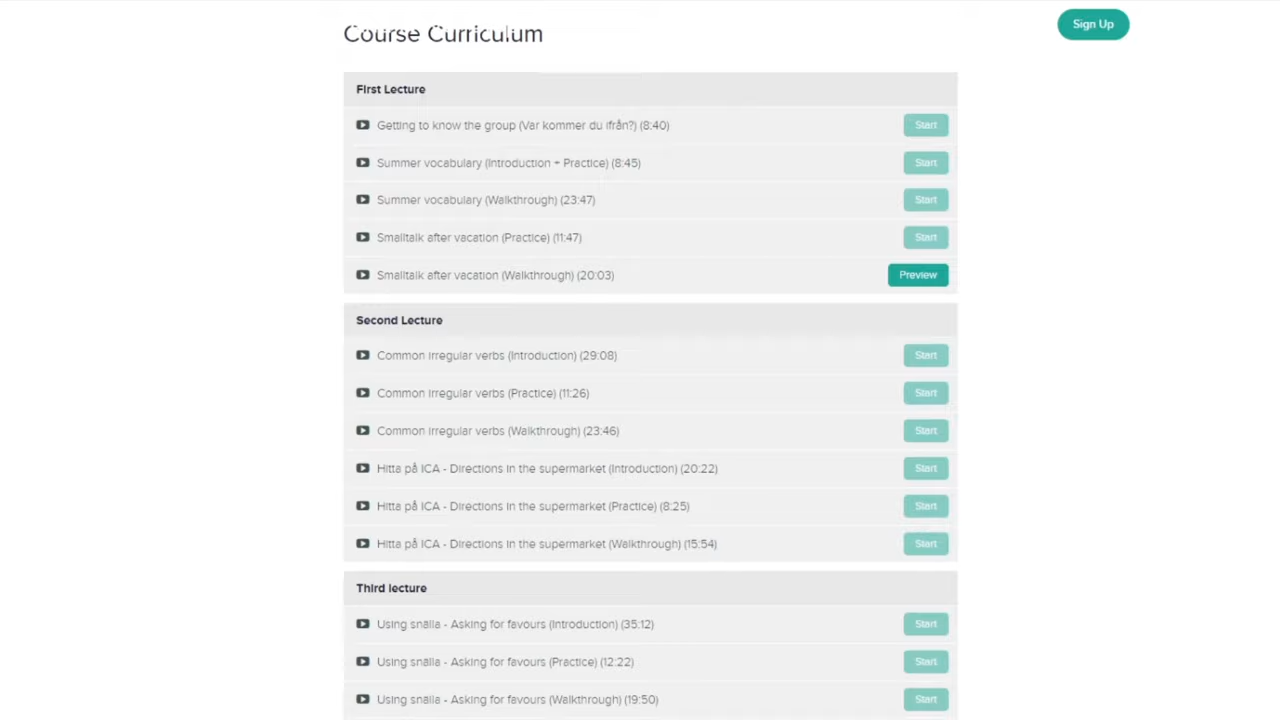 Course Curriculum
Sign Up
First Lecture
Getting to know the group (Var kommer du ifrån?) (8:40)
Start
Summer vocabulary (Introduction + Practice) (8:45)
Start
Summer vocabulary (Walkthrough) (23:47)
Start
Smalltalk after vacation (Practice) (11:47)
Start
Smalltalk after vacation (Walkthrough) (20:03)
Preview
Second Lecture
Common irregular verbs (Introduction) (29:08)
Start
Common irregular verbs (Practice) (11:26)
Start
Common irregular verbs (Walkthrough) (23:46)
Start
Hitta på ICA - Directions in the supermarket (Introduction) (20:22)
Start
Hitta på ICA - Directions in the supermarket (Practice) (8:25)
Start
Hitta på ICA - Directions in the supermarket (Walkthrough) (15:54)
Start
Third lecture
Using snälla - Asking for favours (Introduction) (35:12)
Start
Using snälla - Asking for favours (Practice) (12:22)
Start
Using snälla - Asking for favours (Walkthrough) (19:50)
Start